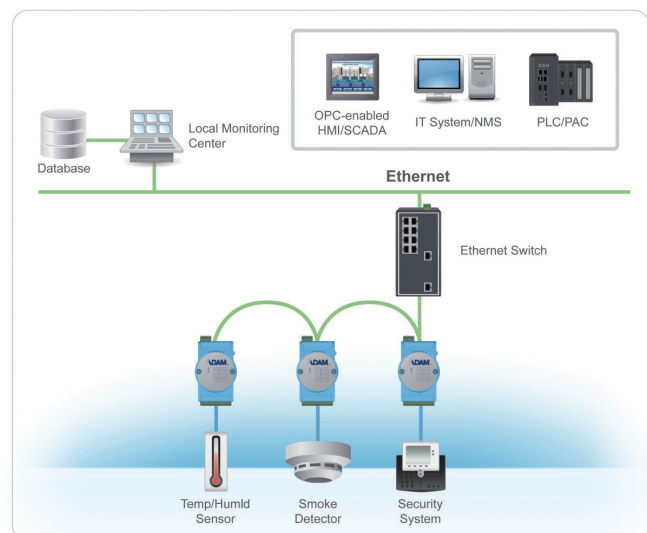 OPC-enabled
HMI/SCADA
IT System/NMS
PLC/PAC
Local Monitoring
Center
Database
Ethernet
Ethernet Switch
ADAM
ADAM
ADAM
Temp/HumId
Sensor
Smoke
Detector
Security
System